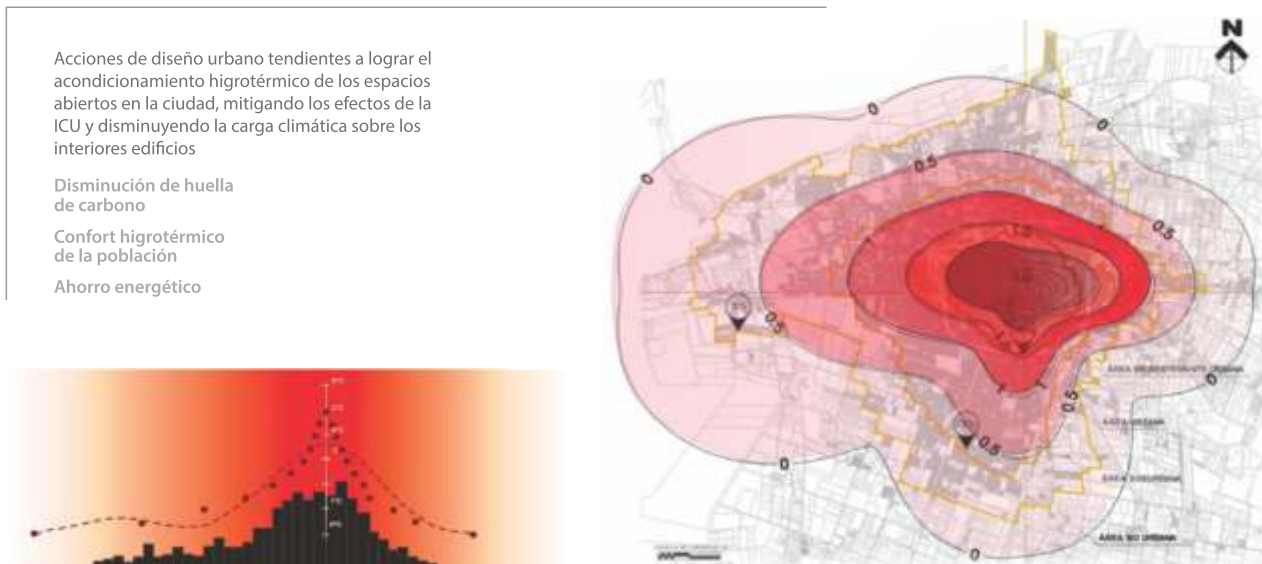 Acciones de diseño urbano tendientes a lograr el
acondicionamiento higrotérmico de los espacios
abiertos en la ciudad, mitigando los efectos de la
ICU y disminuyendo la carga climática sobre los
interiores edificios
Disminución de huella
de carbono
Confort higrotérmico
de la población
Ahorro energético
N
0
0
0
0.5
0.5
0.5
0.5
0.5
0
0
0
1
1
ÁREA URBANA
ÁREA NO URBANA